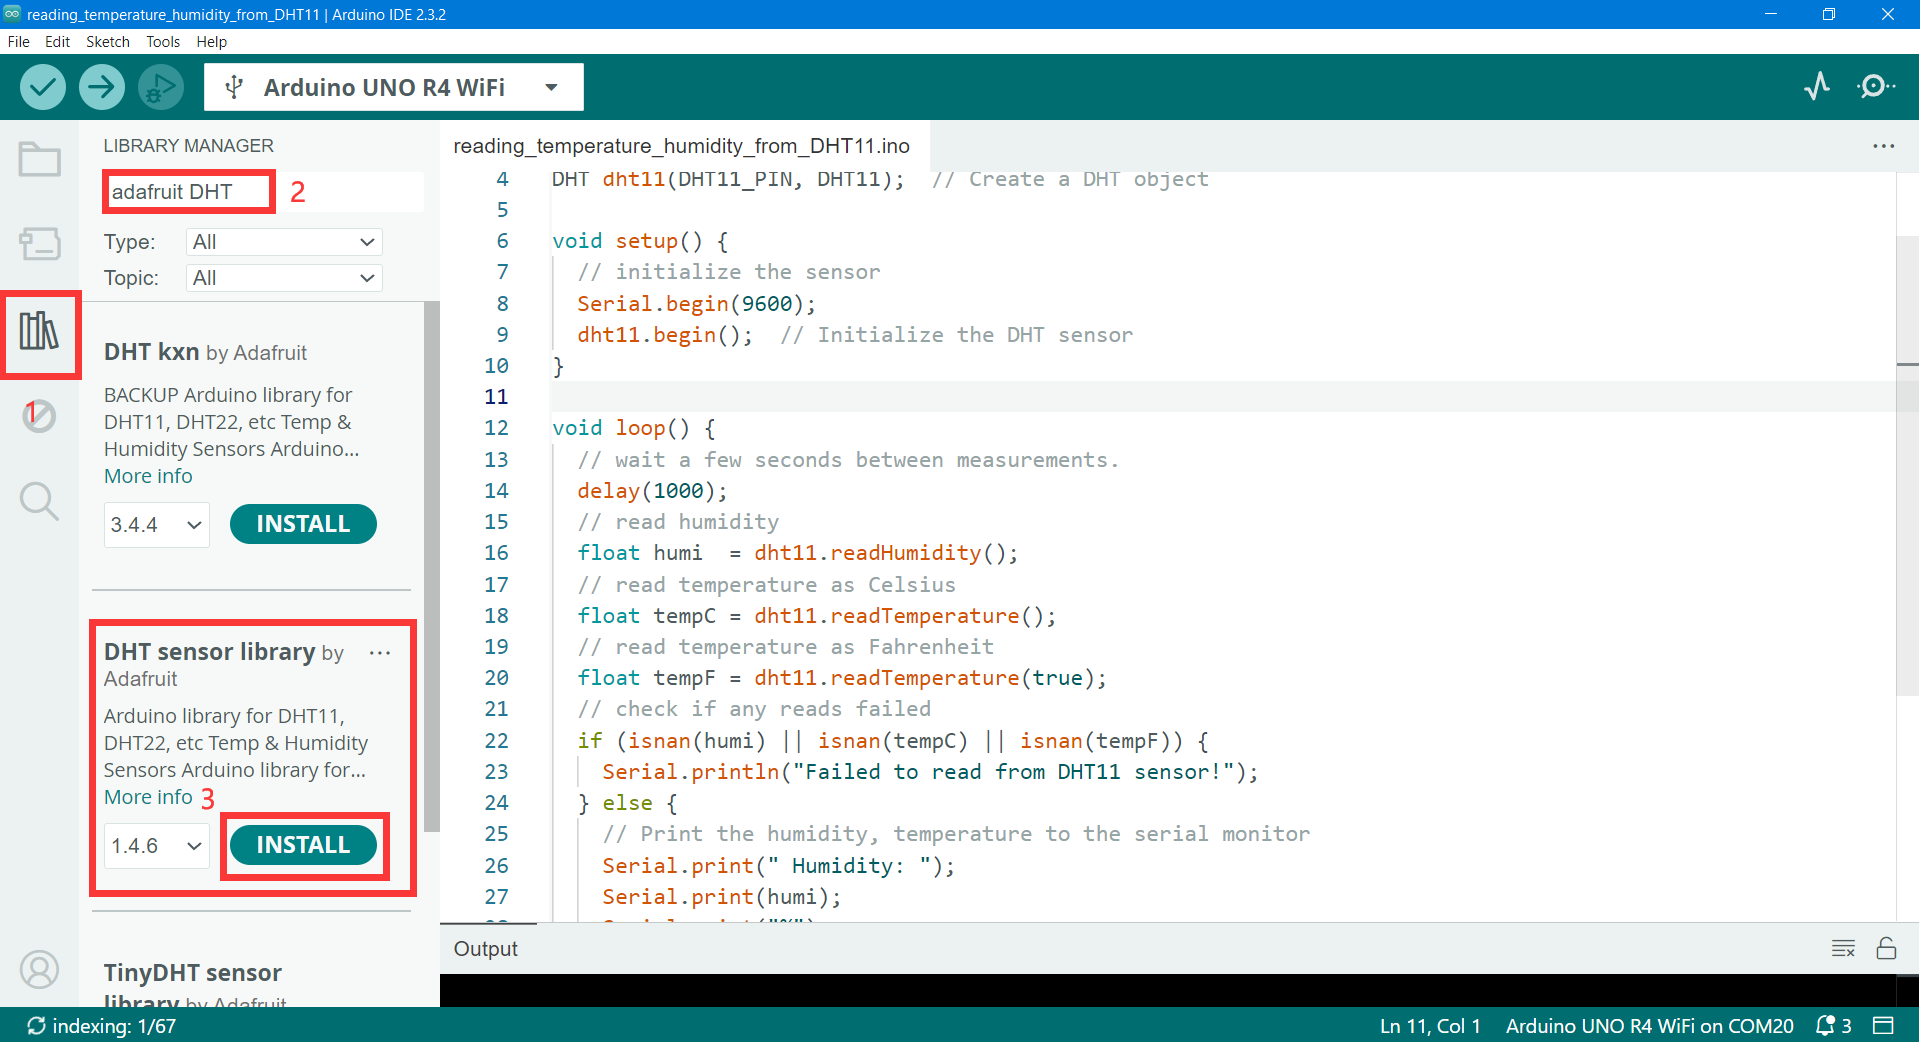 reading_temperature_humidity_from_DHT11 | Arduino IDE 2.3.2
File Edit Sketch Tools Help
Arduino UNO R4 WiFi
LIBRARY MANAGER
adafruit DHT 2
Type: All
Topic: All
1
DHT kxn by Adafruit
BACKUP Arduino library for
DHT11, DHT22, etc Temp &
Humidity Sensors Arduino...
More info
3.4.4 INSTALL
DHT sensor library by
Adafruit
Arduino library for DHT11,
DHT22, etc Temp & Humidity
Sensors Arduino library for...
More info 3
1.4.6 INSTALL
TinyDHT sensor
library by Adafruit
reading_temperature_humidity_from_DHT11.ino
4 DHT dht11(DHT11_PIN, DHT11);  // Create a DHT object
5
6 void setup() {
7   // initialize the sensor
8   Serial.begin(9600);
9   dht11.begin();  // Initialize the DHT sensor
10 }
11
12 void loop() {
13   // wait a few seconds between measurements.
14   delay(1000);
15   // read humidity
16   float humi  = dht11.readHumidity();
17   // read temperature as Celsius
18   float tempC = dht11.readTemperature();
19   // read temperature as Fahrenheit
20   float tempF = dht11.readTemperature(true);
21   // check if any reads failed
22   if (isnan(humi) || isnan(tempC) || isnan(tempF)) {
23     Serial.println("Failed to read from DHT11 sensor!");
24   } else {
25     // Print the humidity, temperature to the serial monitor
26     Serial.print(" Humidity: ");
27     Serial.print(humi);
Output
indexing: 1/67 Ln 11, Col 1 Arduino UNO R4 WiFi on COM20 3